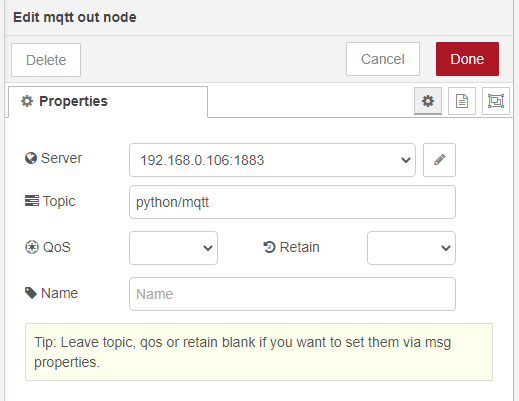 Edit mqtt out node
Delete
Cancel
Done
Properties
Server
192.168.0.106:1883
Topic
python/mqtt
QoS
Retain
Name
Name
Tip: Leave topic, qos or retain blank if you want to set them via msg
properties.